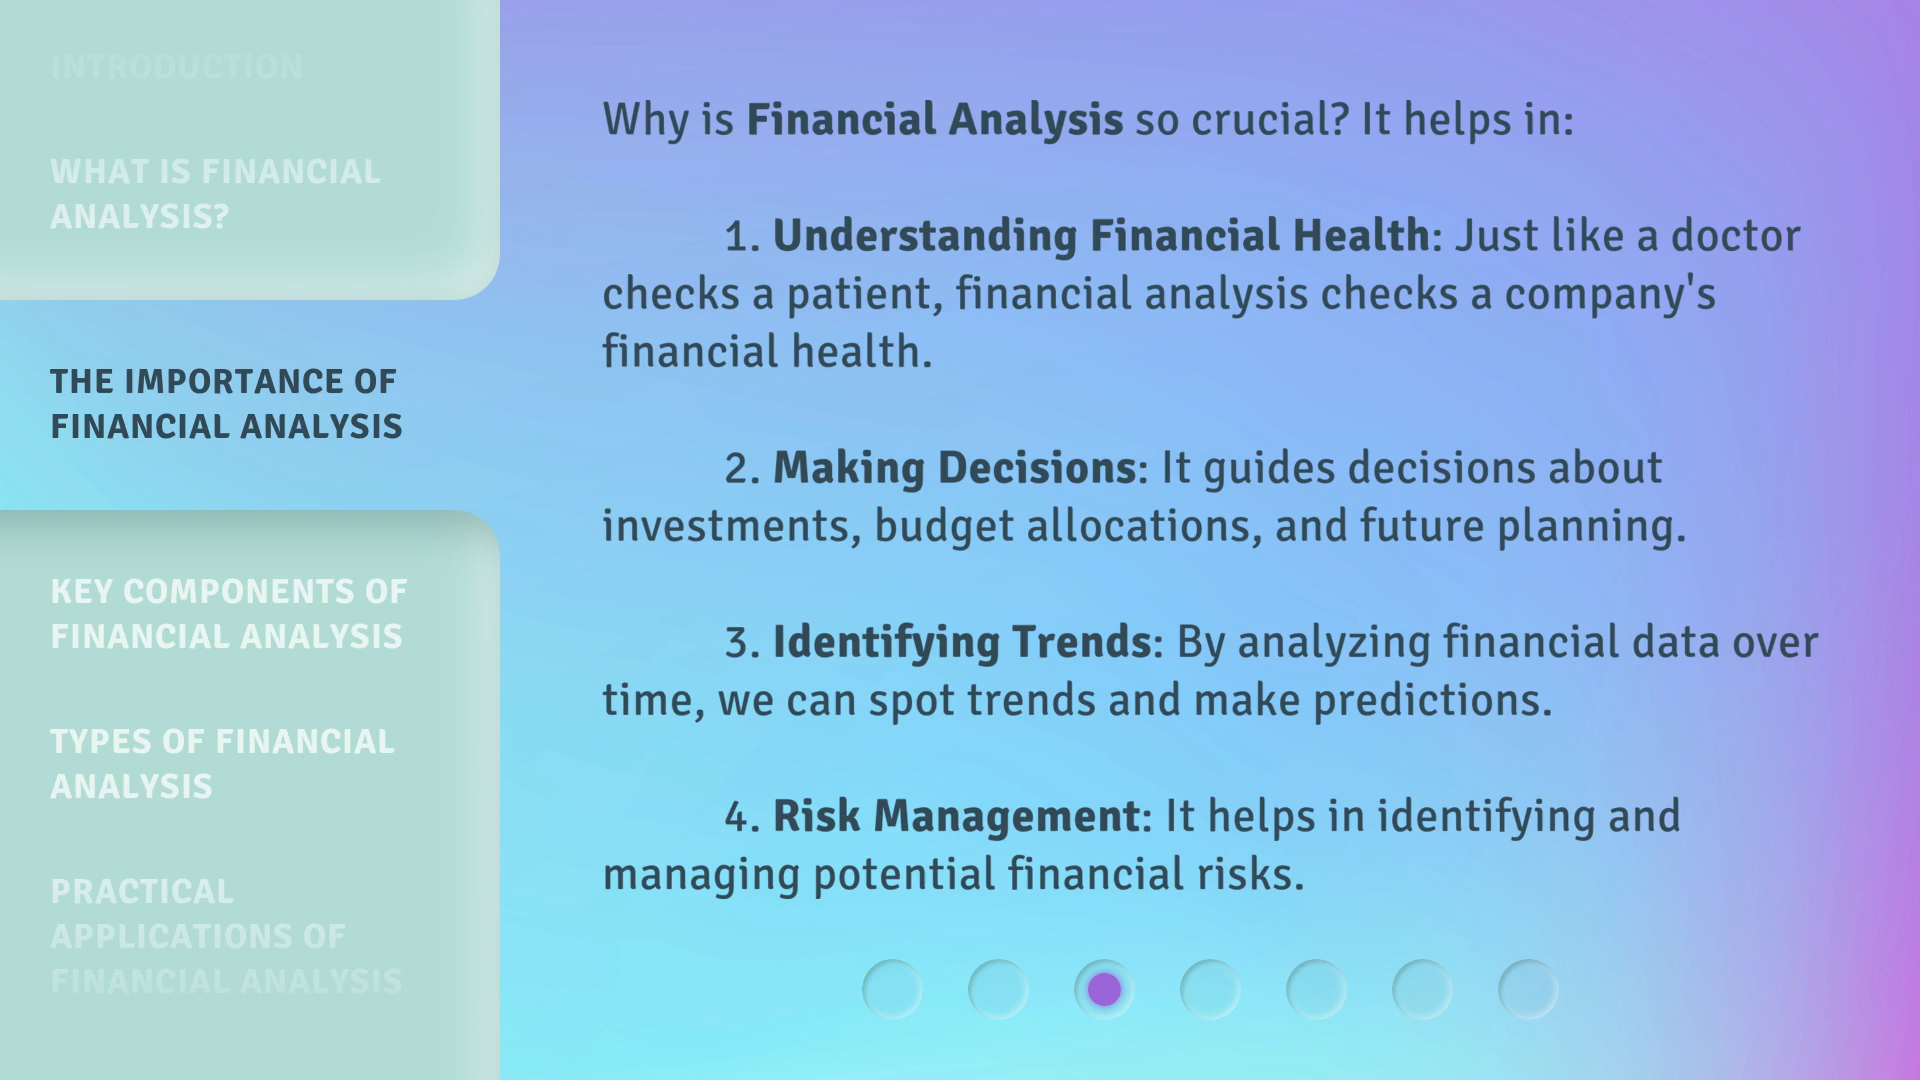 INTRODUCTION
WHAT IS FINANCIAL
ANALYSIS?
THE IMPORTANCE OF
FINANCIAL ANALYSIS
KEY COMPONENTS OF
FINANCIAL ANALYSIS
TYPES OF FINANCIAL
ANALYSIS
PRACTICAL
APPLICATIONS OF
FINANCIAL ANALYSIS
Why is Financial Analysis so crucial? It helps in:
1. Understanding Financial Health: Just like a doctor
checks a patient, financial analysis checks a company's
financial health.
2. Making Decisions: It guides decisions about
investments, budget allocations, and future planning.
3. Identifying Trends: By analyzing financial data over
time, we can spot trends and make predictions.
4. Risk Management: It helps in identifying and
managing potential financial risks.